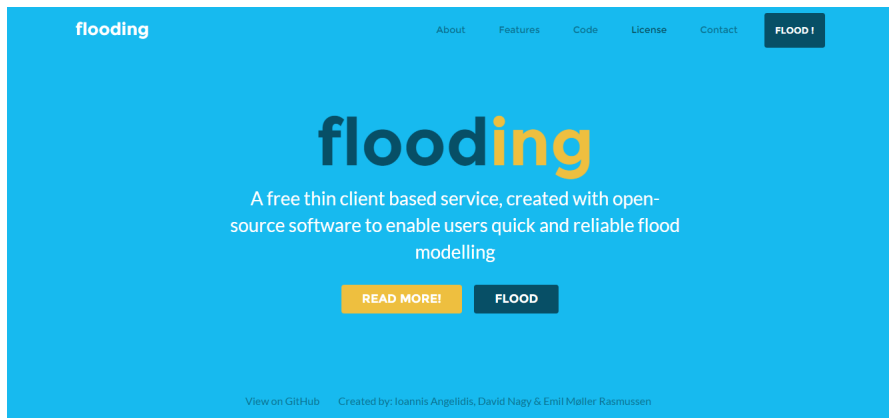 flooding
About Features Code License Contact FLOOD !
flooding
A free thin client based service, created with open-
source software to enable users quick and reliable flood
modelling
READ MORE! FLOOD
View on GitHub Created by: Ioannis Angelidis, David Nagy & Emil Møller Rasmussen